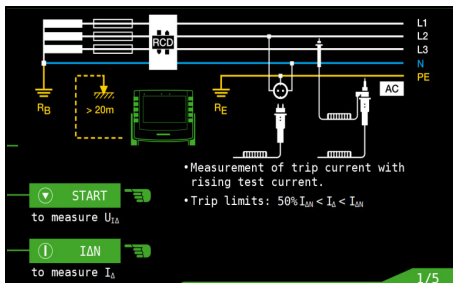 L1
L2
RCD
L3
N
PE
AC
RB
> 20m
RE
•Measurement of trip current with
rising test current.
•Trip limits: 50%IΔN<IΔ<IΔN
START
to measure UIΔ
IΔN
to measure IΔ
1/5